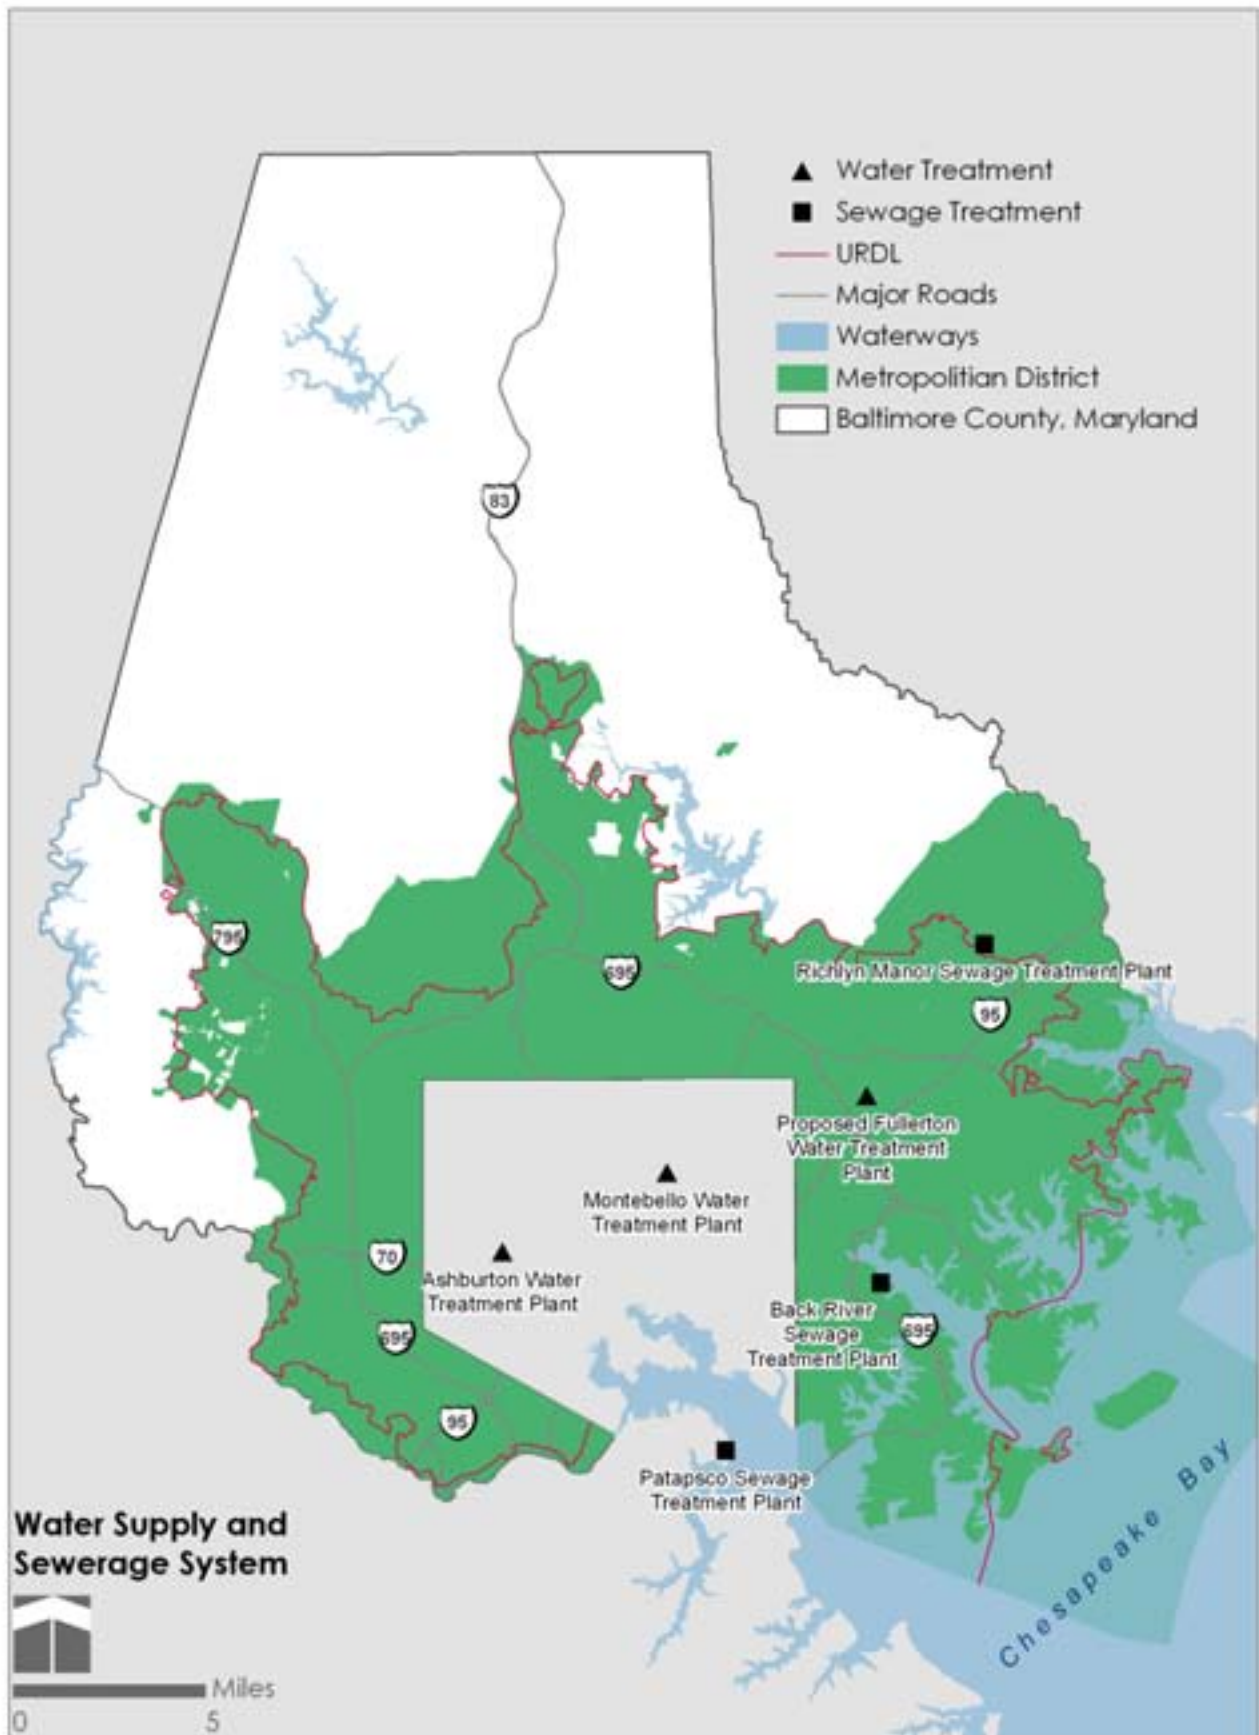 Water Treatment
Sewage Treatment
URDL
Major Roads
Waterways
Metropolitian District
Baltimore County, Maryland
83
795
695
Richlyn Manor Sewage Treatment Plant
95
Proposed Fullerton
Water Treatment
Plant
Montebello Water
Treatment Plant
70
Ashburton Water
Treatment Plant
Back River
Sewage
Treatment Plant
695
695
95
Patapsco Sewage
Treatment Plant
Chesapeake Bay
Water Supply and
Sewerage System
Miles
0 5